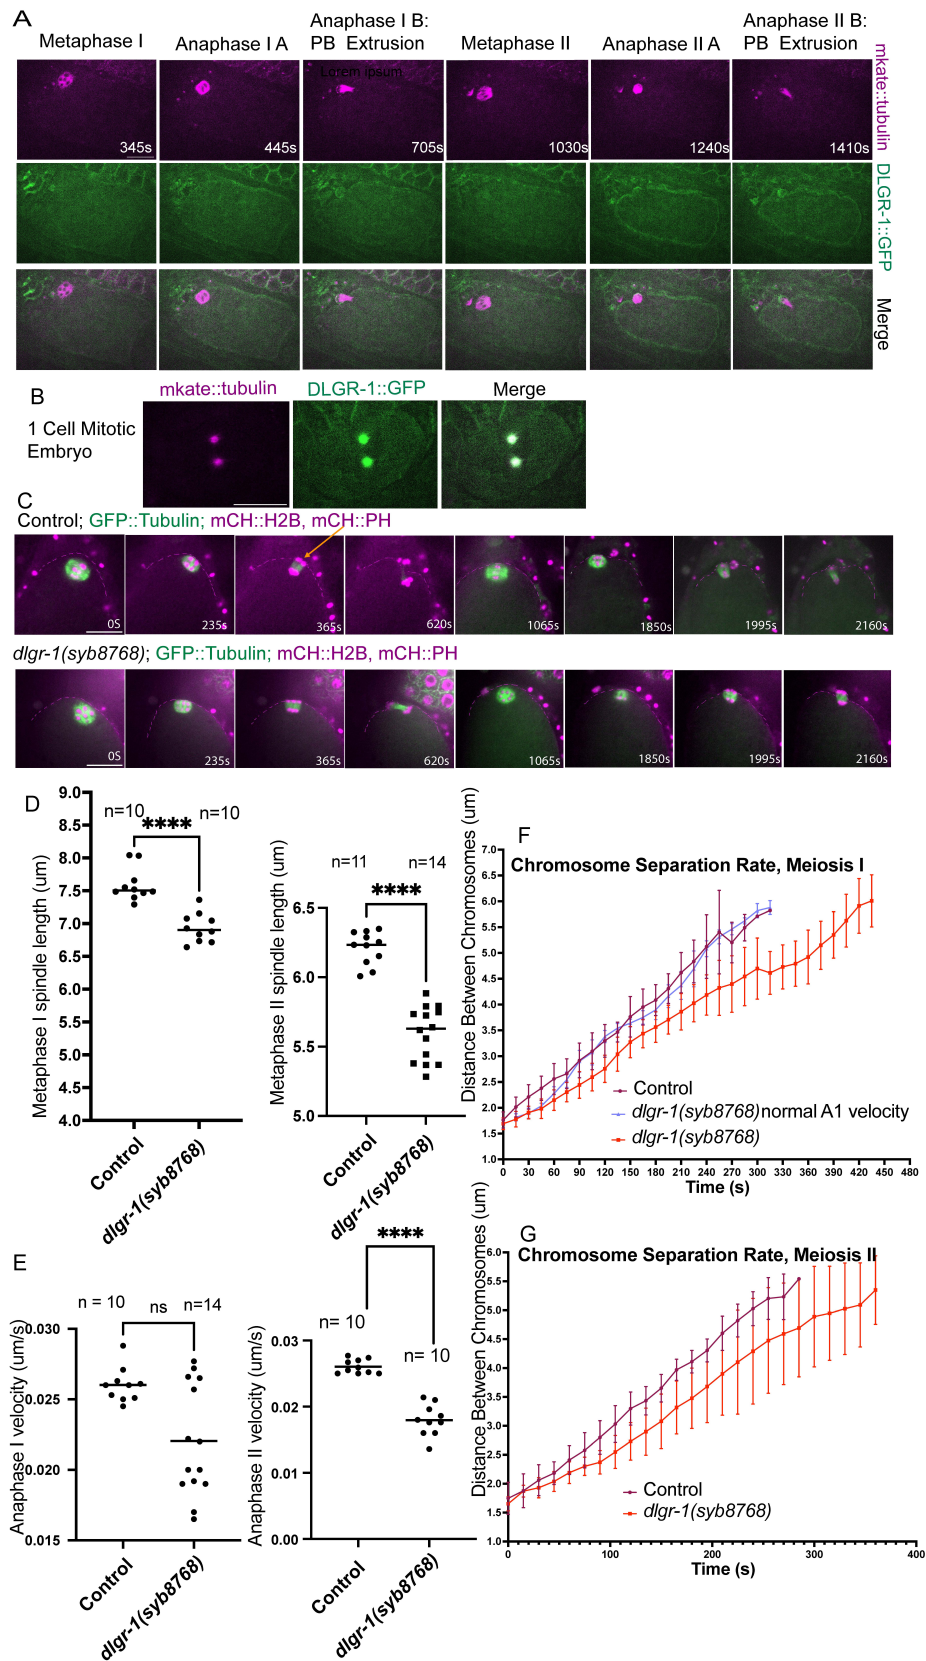 A
Metaphase I
Anaphase I A
Anaphase I B:
PB Extrusion
Metaphase II
Anaphase II A
Anaphase II B:
PB Extrusion
Lorem ipsum
345s
445s
705s
1030s
1240s
1410s
mkate::tubulin
DLGR-1::GFP
Merge
B
mkate::tubulin
DLGR-1::GFP
Merge
1 Cell Mitotic
Embryo
C
Control; GFP::Tubulin; mCH::H2B, mCH::PH
0S
235s
365s
620s
1065s
1850s
1995s
2160s
dlgr-1(syb8768); GFP::Tubulin; mCH::H2B, mCH::PH
0S
235s
365s
620s
1065s
1850s
1995s
2160s
D
Metaphase I spindle length (um)
9.0
8.5
8.0
7.5
7.0
6.5
6.0
5.5
5.0
4.5
4.0
n=10
n=10
****
Control
dlgr-1(syb8768)
Metaphase II spindle length (um)
6.5
6.0
5.5
5.0
n=11
n=14
****
Control
dlgr-1(syb8768)
F
Chromosome Separation Rate, Meiosis I
Distance Between Chromosomes (um)
7.0
6.5
6.0
5.5
5.0
4.5
4.0
3.5
3.0
2.5
2.0
1.5
1.0
Control
dlgr-1(syb8768) normal A1 velocity
dlgr-1(syb8768)
0 30 60 90 120 150 180 210 240 270 300 330 360 390 420 450 480
Time (s)
E
Anaphase I velocity (um/s)
0.030
0.025
0.020
0.015
n = 10
ns
n=14
Control
dlgr-1(syb8768)
Anaphase II velocity (um/s)
0.03
0.02
0.01
0.00
n= 10
****
n= 10
Control
dlgr-1(syb8768)
G
Chromosome Separation Rate, Meiosis II
Distance Between Chromosomes (um)
6.0
5.5
5.0
4.5
4.0
3.5
3.0
2.5
2.0
1.5
1.0
Control
dlgr-1(syb8768)
0 100 200 300 400
Time (s)